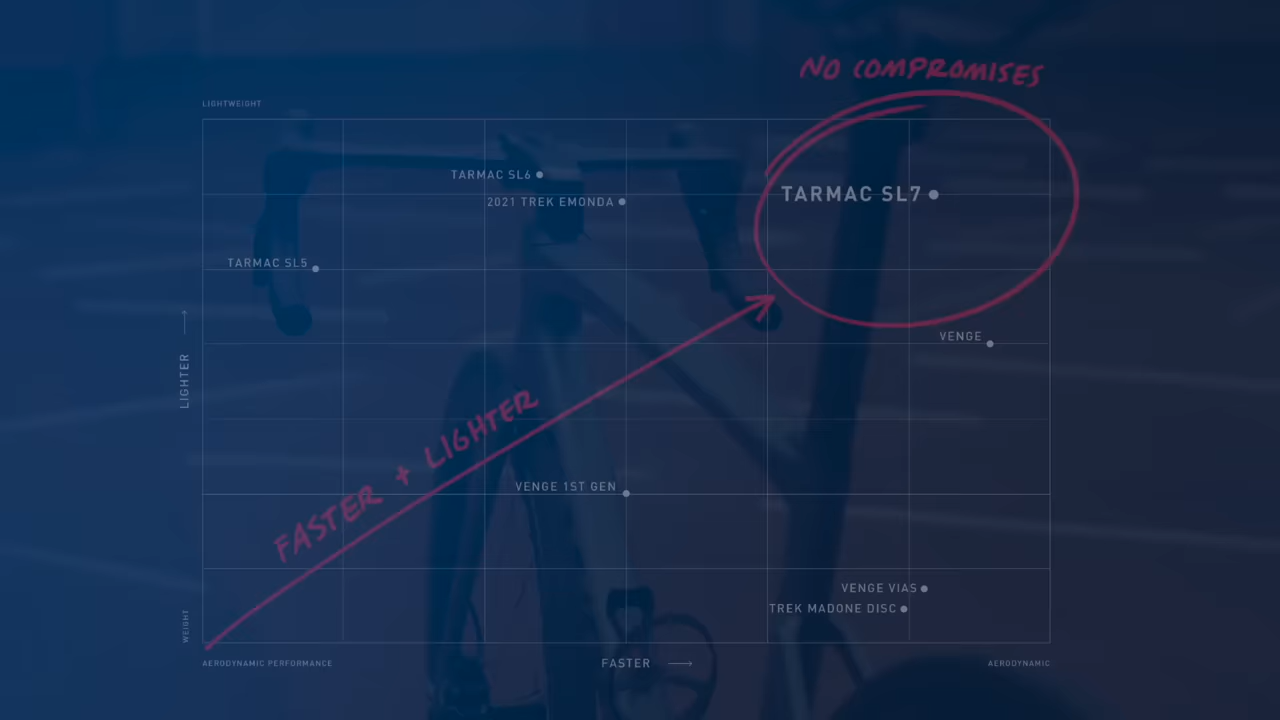 NO COMPROMISES
LIGHTWEIGHT
TARMAC SL6
TARMAC SL7
2021 TREK EMONDA
TARMAC SL5
VENGE
LIGHTER
FASTER + LIGHTER
VENGE 1ST GEN
VENGE VIAS
TREK MADONE DISC
WEIGHT
AERODYNAMIC PERFORMANCE
FASTER
AERODYNAMIC